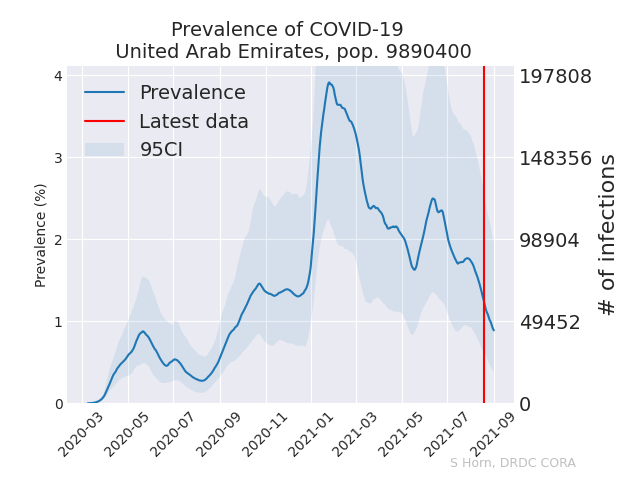 Prevalence of COVID-19
United Arab Emirates, pop. 9890400
Prevalence
Latest data
95CI
Prevalence (%)
4
3
2
1
0
197808
148356
98904
49452
0
# of infections
2020-03
2020-05
2020-07
2020-09
2020-11
2021-01
2021-03
2021-05
2021-07
2021-09
S Horn, DRDC CORA